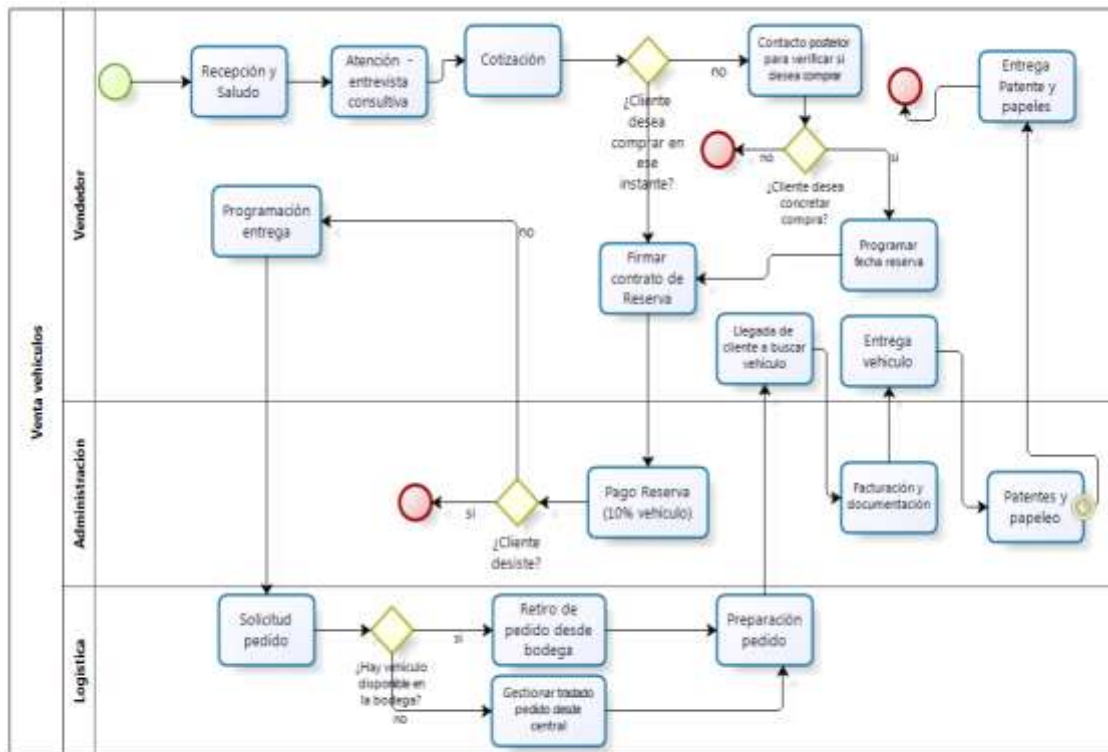 Venta vehículos
Vendedor
Recepción y
Saludo
Atención -
entrevista
consultiva
Cotización
¿Cliente
desea
comprar en
ese
instante?
no
Contacto posterior
para verificar si
desea comprar
no
si
¿Cliente desea
concretar
compra?
Entrega
Patente y
papeles
Programación
entrega
no
Firmar
contrato de
Reserva
Programar
fecha reserva
Llegada de
cliente a buscar
vehículo
Entrega
vehiculo
Administración
si
¿Cliente
desiste?
Pago Reserva
(10% vehículo)
Facturación y
documentación
Patentes y
papeleo
Logística
Solicitud
pedido
¿Hay vehículo
disponible en
la bodega?
si
no
Retiro de
pedido desde
bodega
Gestionar traslado
pedido desde
central
Preparación
pedido